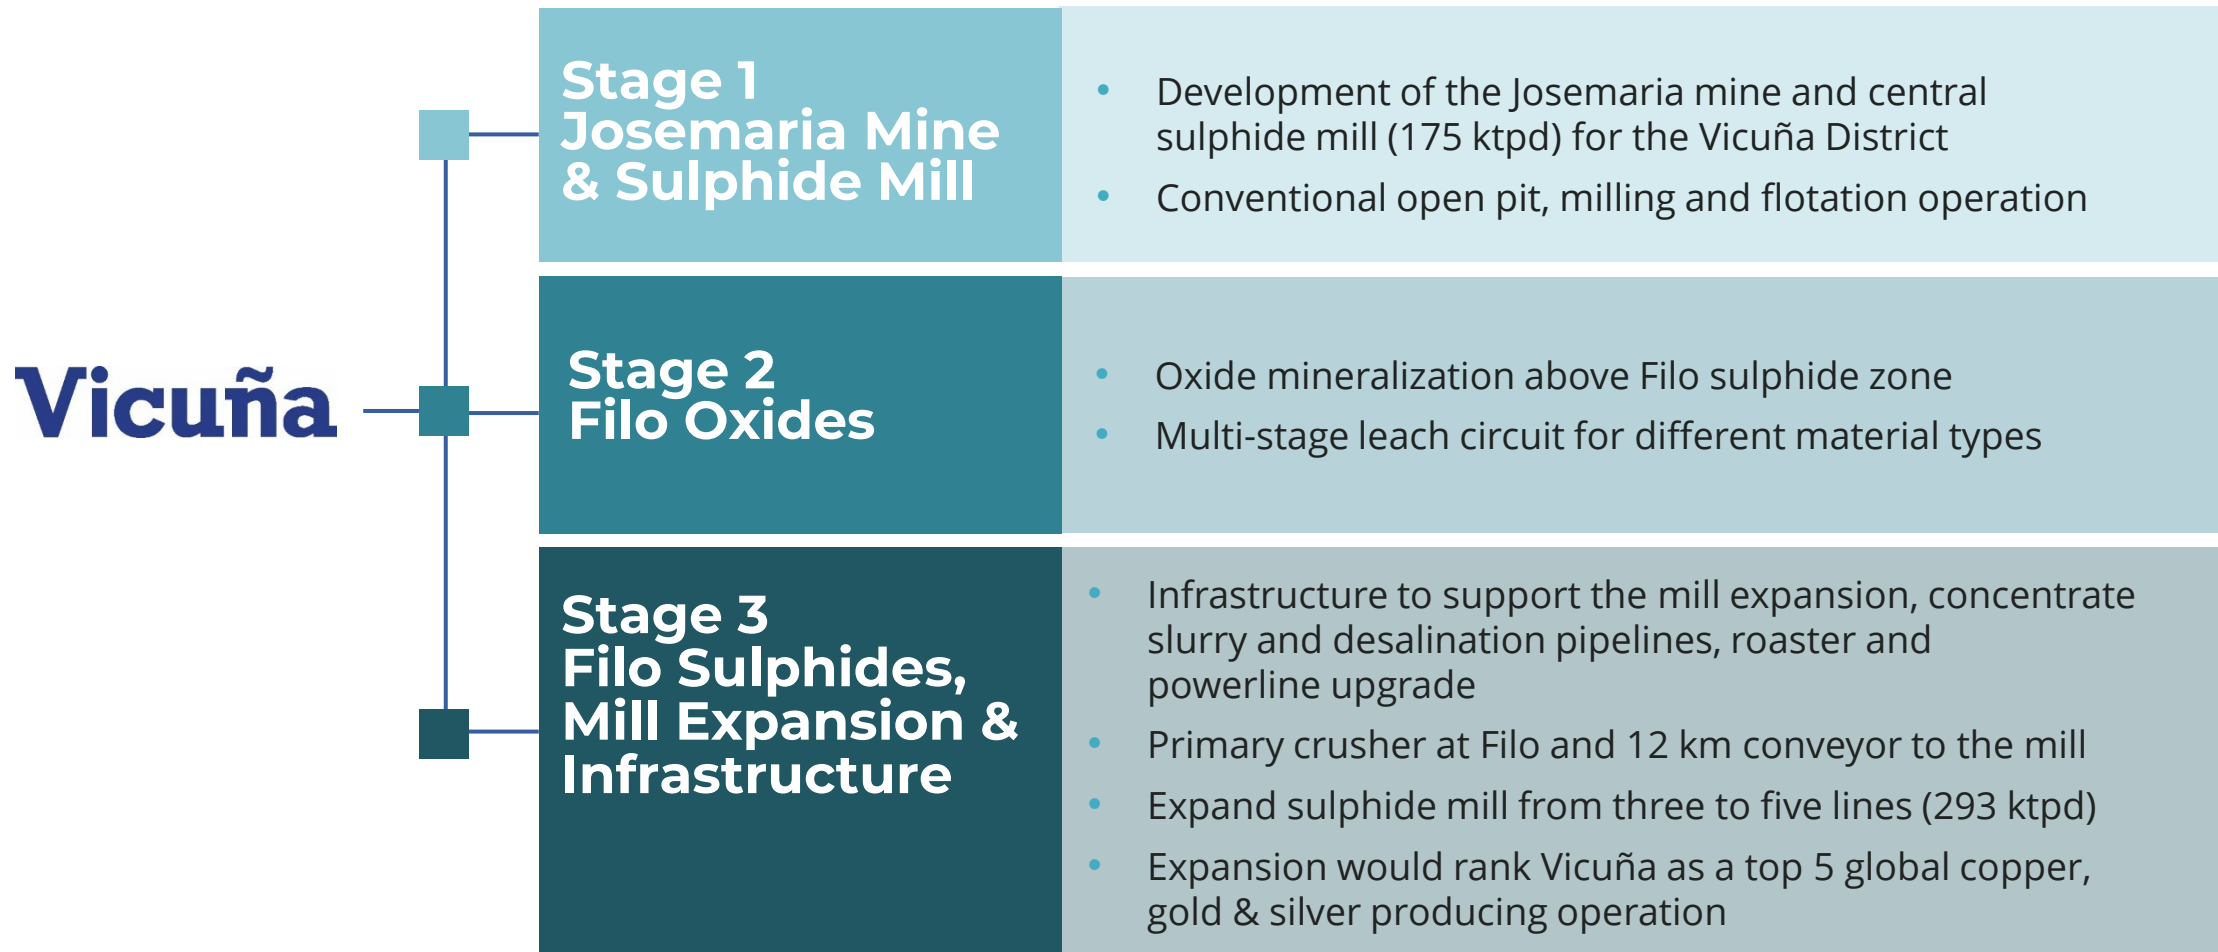 Vicuña
Stage 1
Josemaria Mine
& Sulphide Mill
• Development of the Josemaria mine and central
sulphide mill (175 ktpd) for the Vicuña District
• Conventional open pit, milling and flotation operation
Stage 2
Filo Oxides
• Oxide mineralization above Filo sulphide zone
• Multi-stage leach circuit for different material types
Stage 3
Filo Sulphides,
Mill Expansion &
Infrastructure
• Infrastructure to support the mill expansion, concentrate
slurry and desalination pipelines, roaster and
powerline upgrade
• Primary crusher at Filo and 12 km conveyor to the mill
• Expand sulphide mill from three to five lines (293 ktpd)
• Expansion would rank Vicuña as a top 5 global copper,
gold & silver producing operation